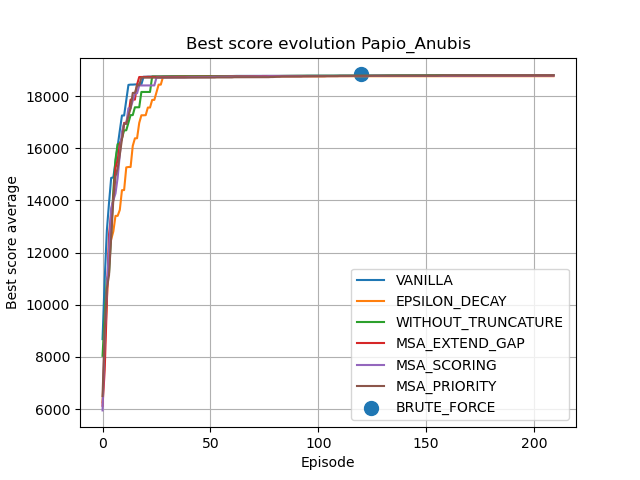 Best score evolution Papio_Anubis
18000
16000
14000
12000
10000
8000
6000
Best score average
0
50
100
150
200
Episode
VANILLA
EPSILON_DECAY
WITHOUT_TRUNCATURE
MSA_EXTEND_GAP
MSA_SCORING
MSA_PRIORITY
BRUTE_FORCE